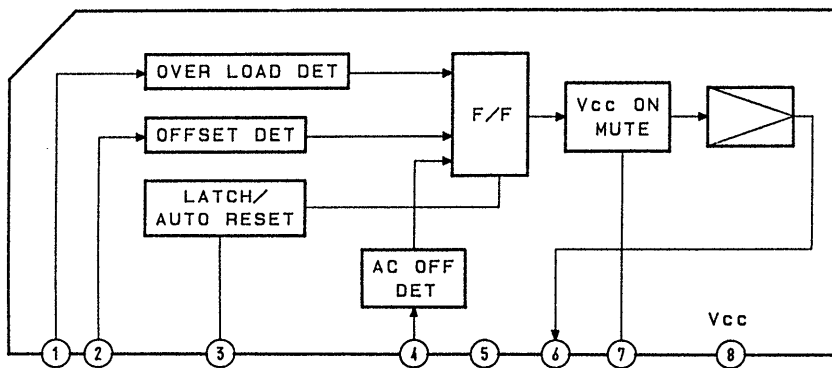 OVER LOAD DET
OFFSET DET
LATCH/
AUTO RESET
F/F
Vcc ON
MUTE
AC OFF
DET
Vcc
1 2 3 4 5 6 7 8